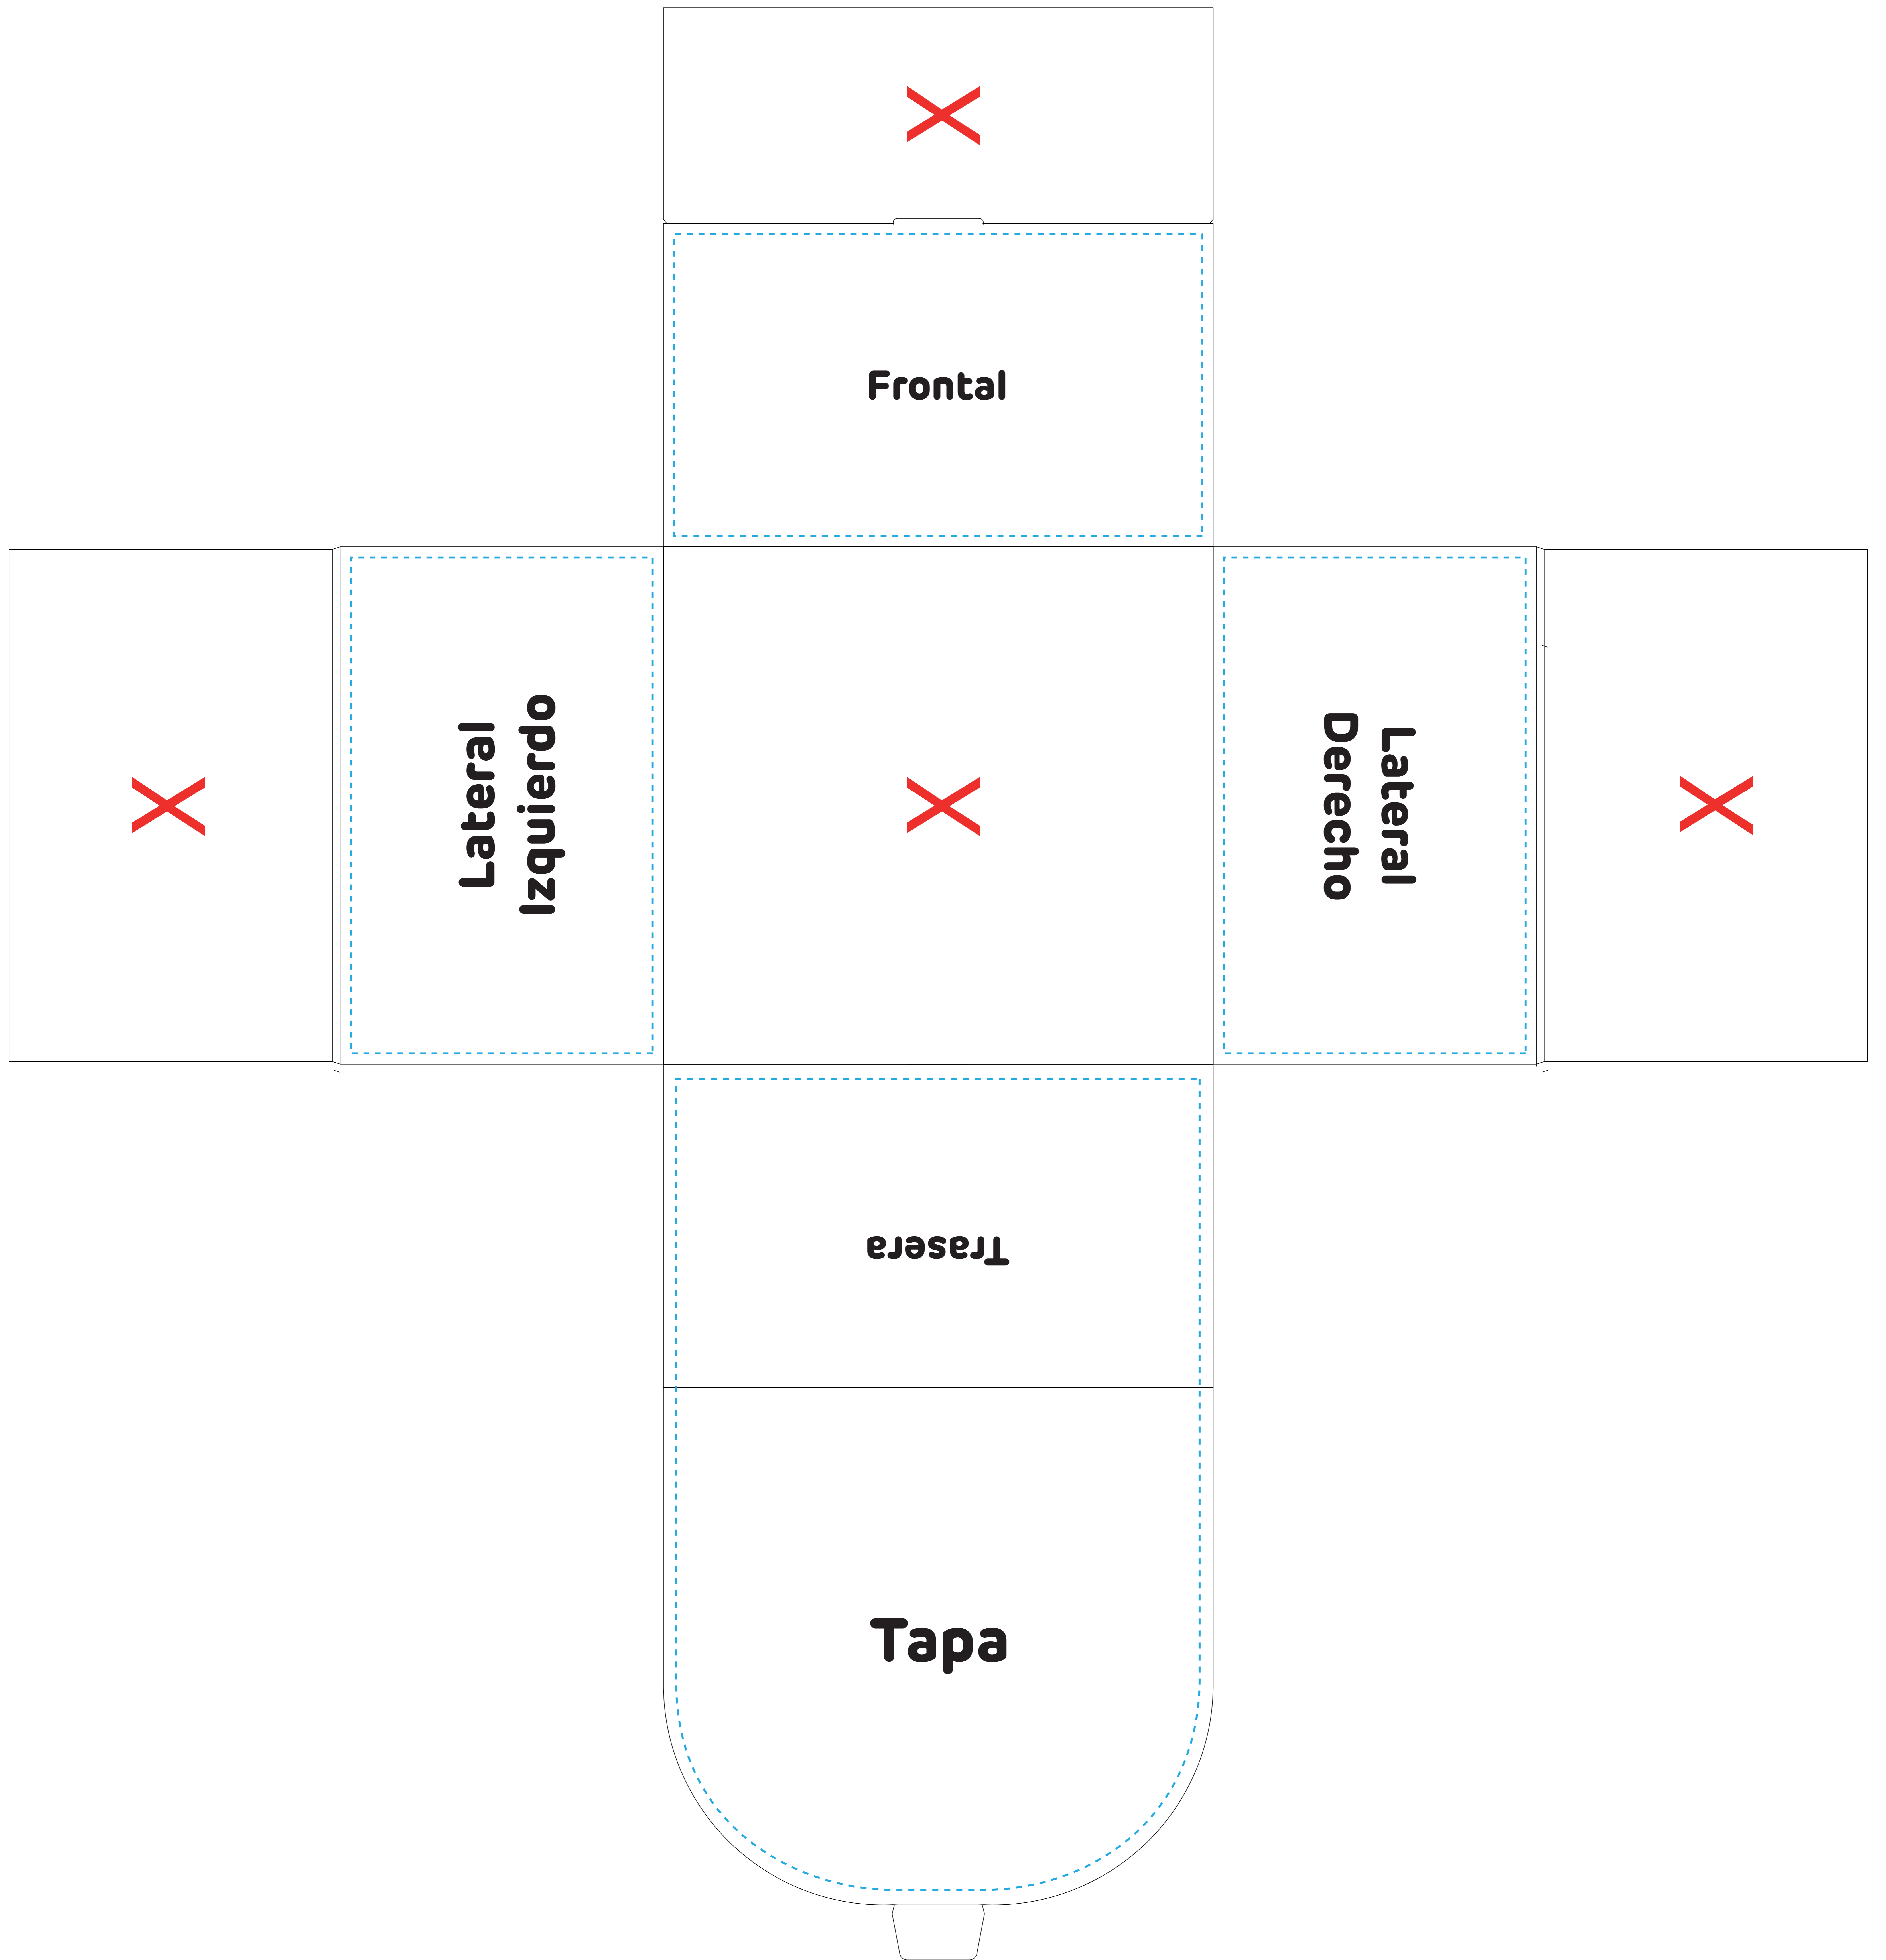 Frontal
Lateral
Izquierdo
Lateral
Derecho
Trasera
Tapa